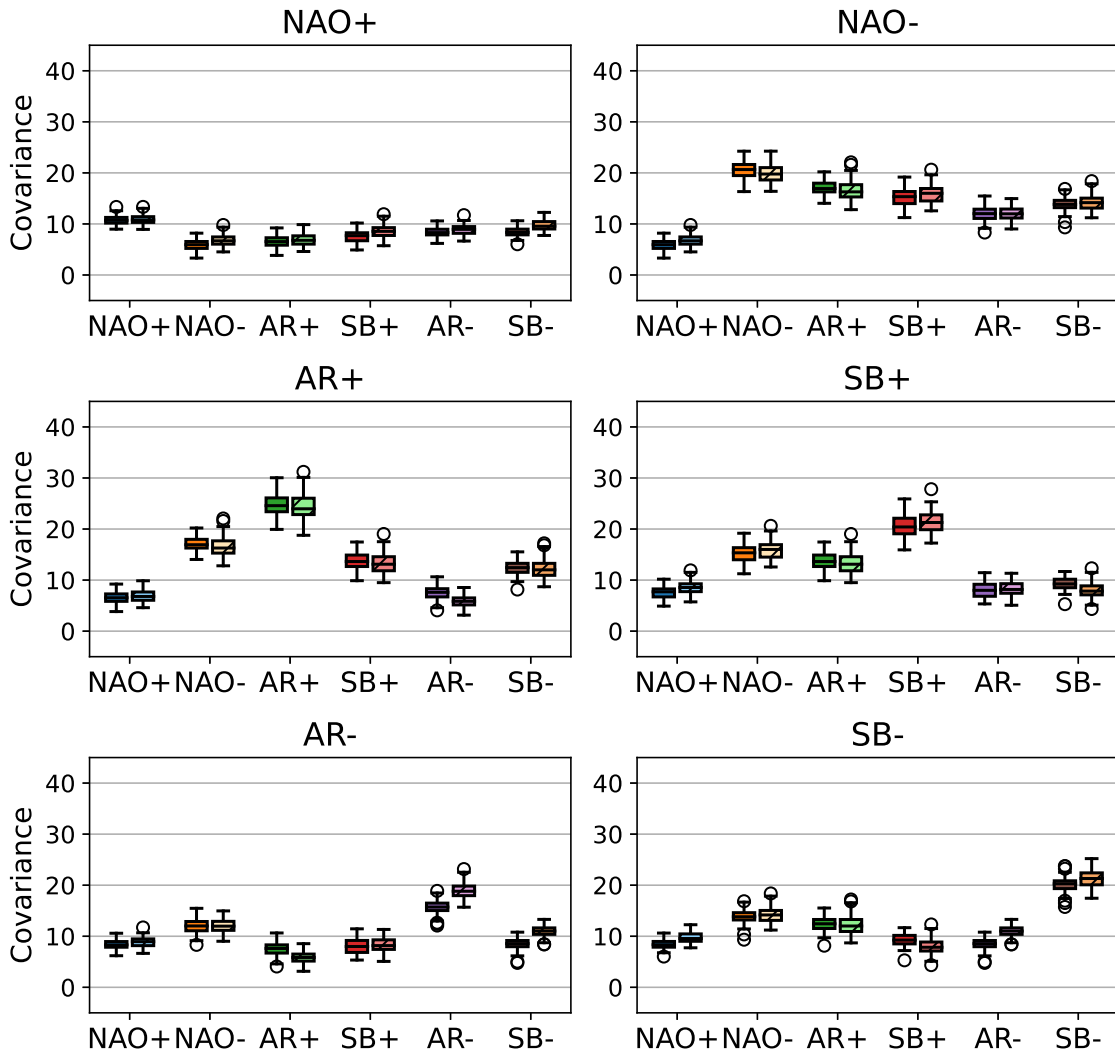 NAO+ NAO-
Covariance
40 40
30 30
20 20
10 10
0 0
NAO+ NAO- AR+ SB+ AR- SB- NAO+ NAO- AR+ SB+ AR- SB-
AR+ SB+
40 40
30 30
20 20
10 10
0 0
NAO+ NAO- AR+ SB+ AR- SB- NAO+ NAO- AR+ SB+ AR- SB-
AR- SB-
Covariance
40 40
30 30
20 20
10 10
0 0
NAO+ NAO- AR+ SB+ AR- SB- NAO+ NAO- AR+ SB+ AR- SB-